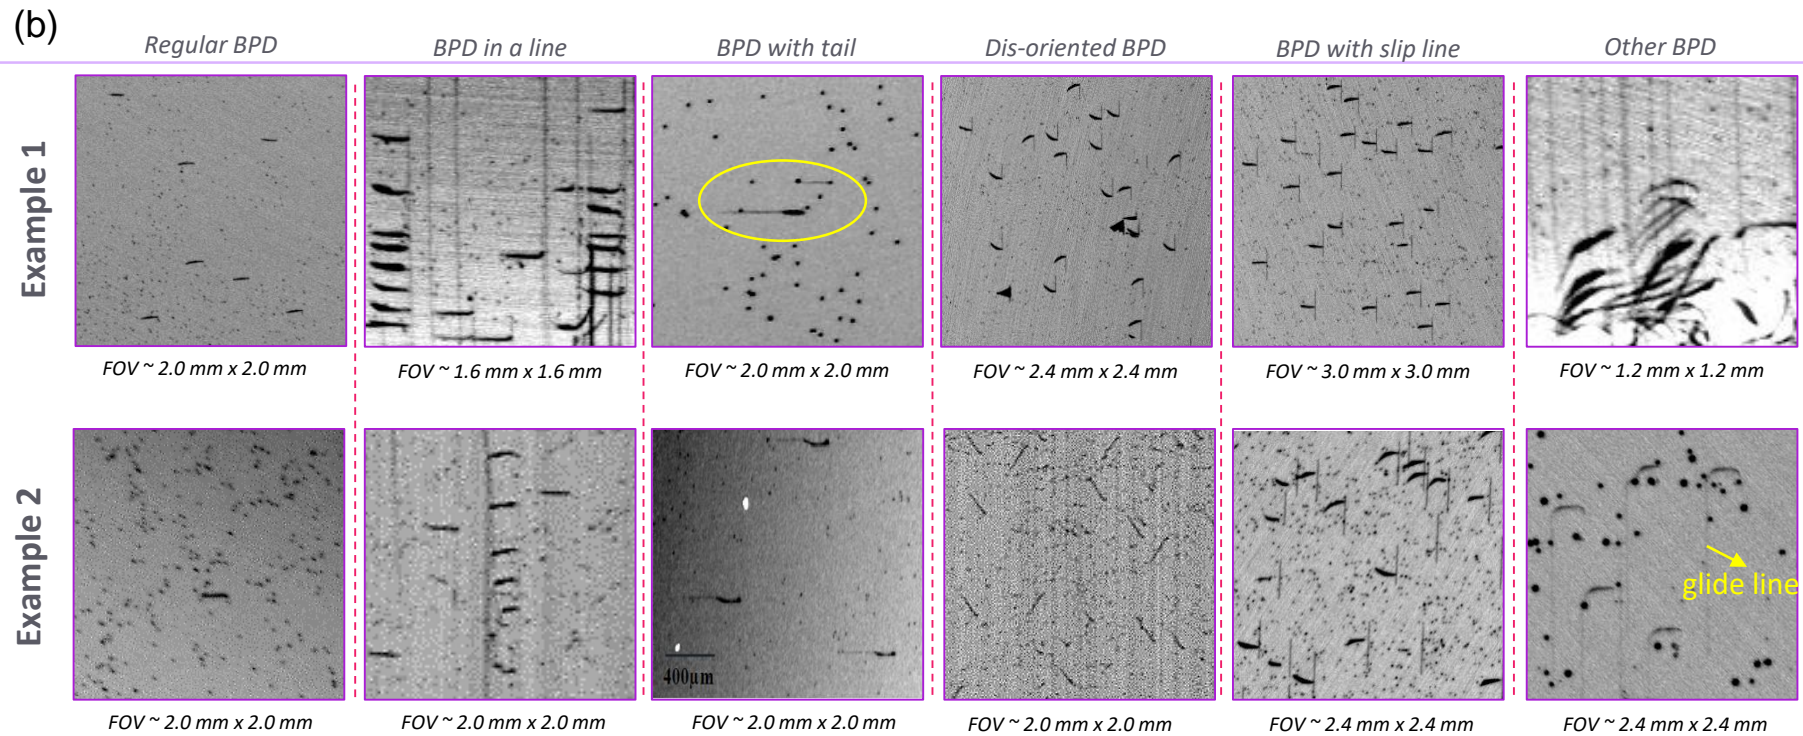 (b)
Regular BPD
BPD in a line
BPD with tail
Dis-oriented BPD
BPD with slip line
Other BPD
Example 1
FOV ~ 2.0 mm x 2.0 mm
FOV ~ 1.6 mm x 1.6 mm
FOV ~ 2.0 mm x 2.0 mm
FOV ~ 2.4 mm x 2.4 mm
FOV ~ 3.0 mm x 3.0 mm
FOV ~ 1.2 mm x 1.2 mm
Example 2
400µm
glide line
FOV ~ 2.0 mm x 2.0 mm
FOV ~ 2.0 mm x 2.0 mm
FOV ~ 2.0 mm x 2.0 mm
FOV ~ 2.0 mm x 2.0 mm
FOV ~ 2.4 mm x 2.4 mm
FOV ~ 2.4 mm x 2.4 mm